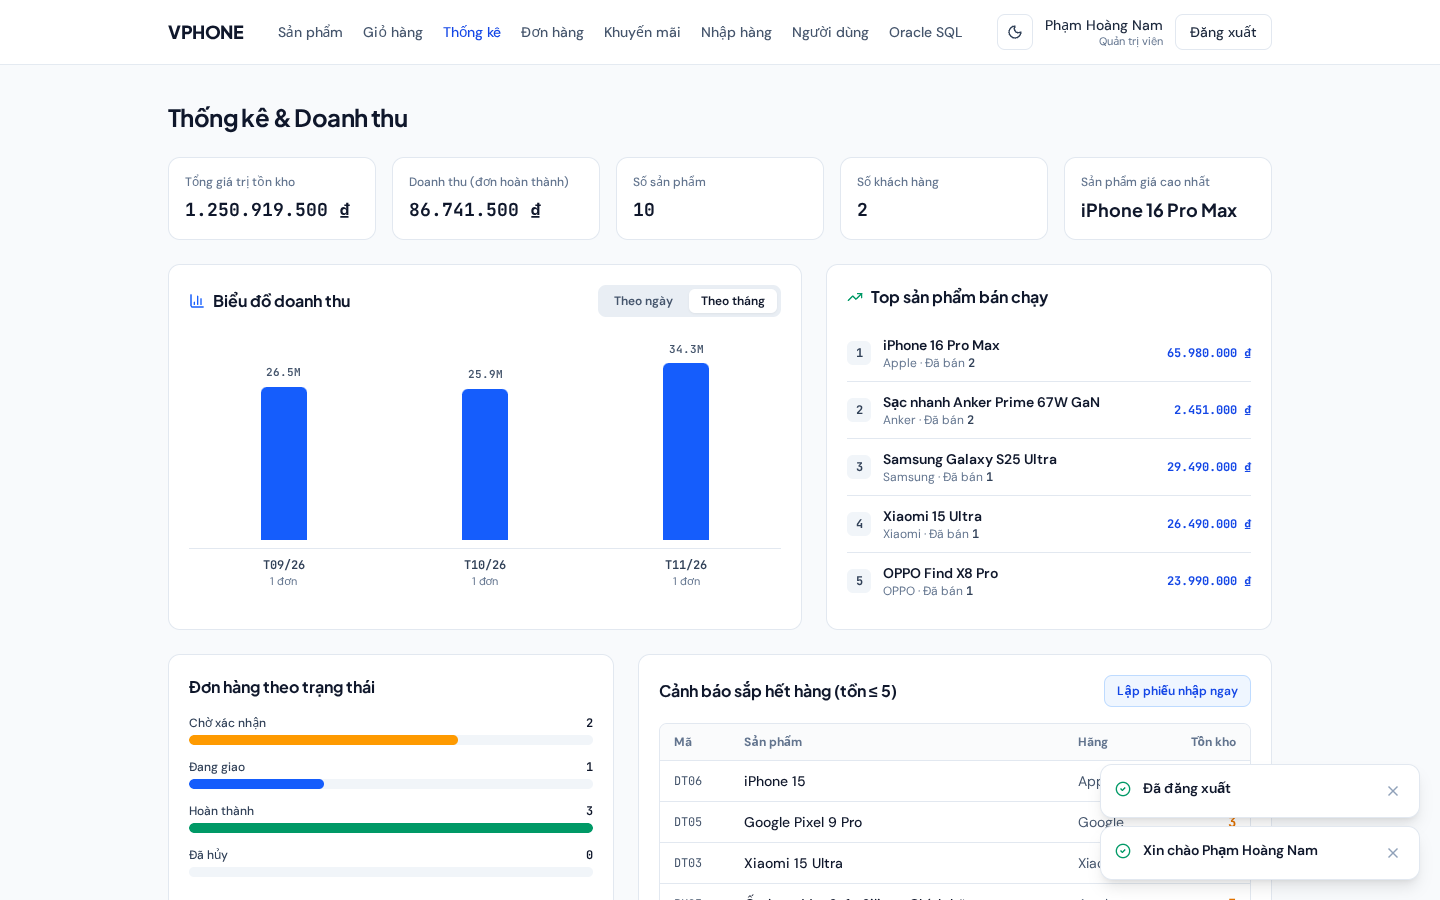 VPHONE
Sản phẩm
Giỏ hàng
Thống kê
Đơn hàng
Khuyến mãi
Nhập hàng
Người dùng
Oracle SQL
Phạm Hoàng Nam
Quản trị viên
Đăng xuất
Thống kê & Doanh thu
Tổng giá trị tồn kho
1.250.919.500 ₫
Doanh thu (đơn hoàn thành)
86.741.500 ₫
Số sản phẩm
10
Số khách hàng
2
Sản phẩm giá cao nhất
iPhone 16 Pro Max
Biểu đồ doanh thu
Theo ngày
Theo tháng
26.5M
25.9M
34.3M
T09/26
T10/26
T11/26
1 đơn
1 đơn
1 đơn
Top sản phẩm bán chạy
1
iPhone 16 Pro Max
Apple · Đã bán 2
65.980.000 ₫
2
Sạc nhanh Anker Prime 67W GaN
Anker · Đã bán 2
2.451.000 ₫
3
Samsung Galaxy S25 Ultra
Samsung · Đã bán 1
29.490.000 ₫
4
Xiaomi 15 Ultra
Xiaomi · Đã bán 1
26.490.000 ₫
5
OPPO Find X8 Pro
OPPO · Đã bán 1
23.990.000 ₫
Đơn hàng theo trạng thái
Chờ xác nhận
2
Đang giao
1
Hoàn thành
3
Đã hủy
0
Cảnh báo sắp hết hàng (tồn ≤ 5)
Lập phiếu nhập ngay
Mã
Sản phẩm
Hãng
Tồn kho
DT06
iPhone 15
DT05
Google Pixel 9 Pro
Google
3
DT03
Xiaomi 15 Ultra
Đã đăng xuất
Xin chào Phạm Hoàng Nam